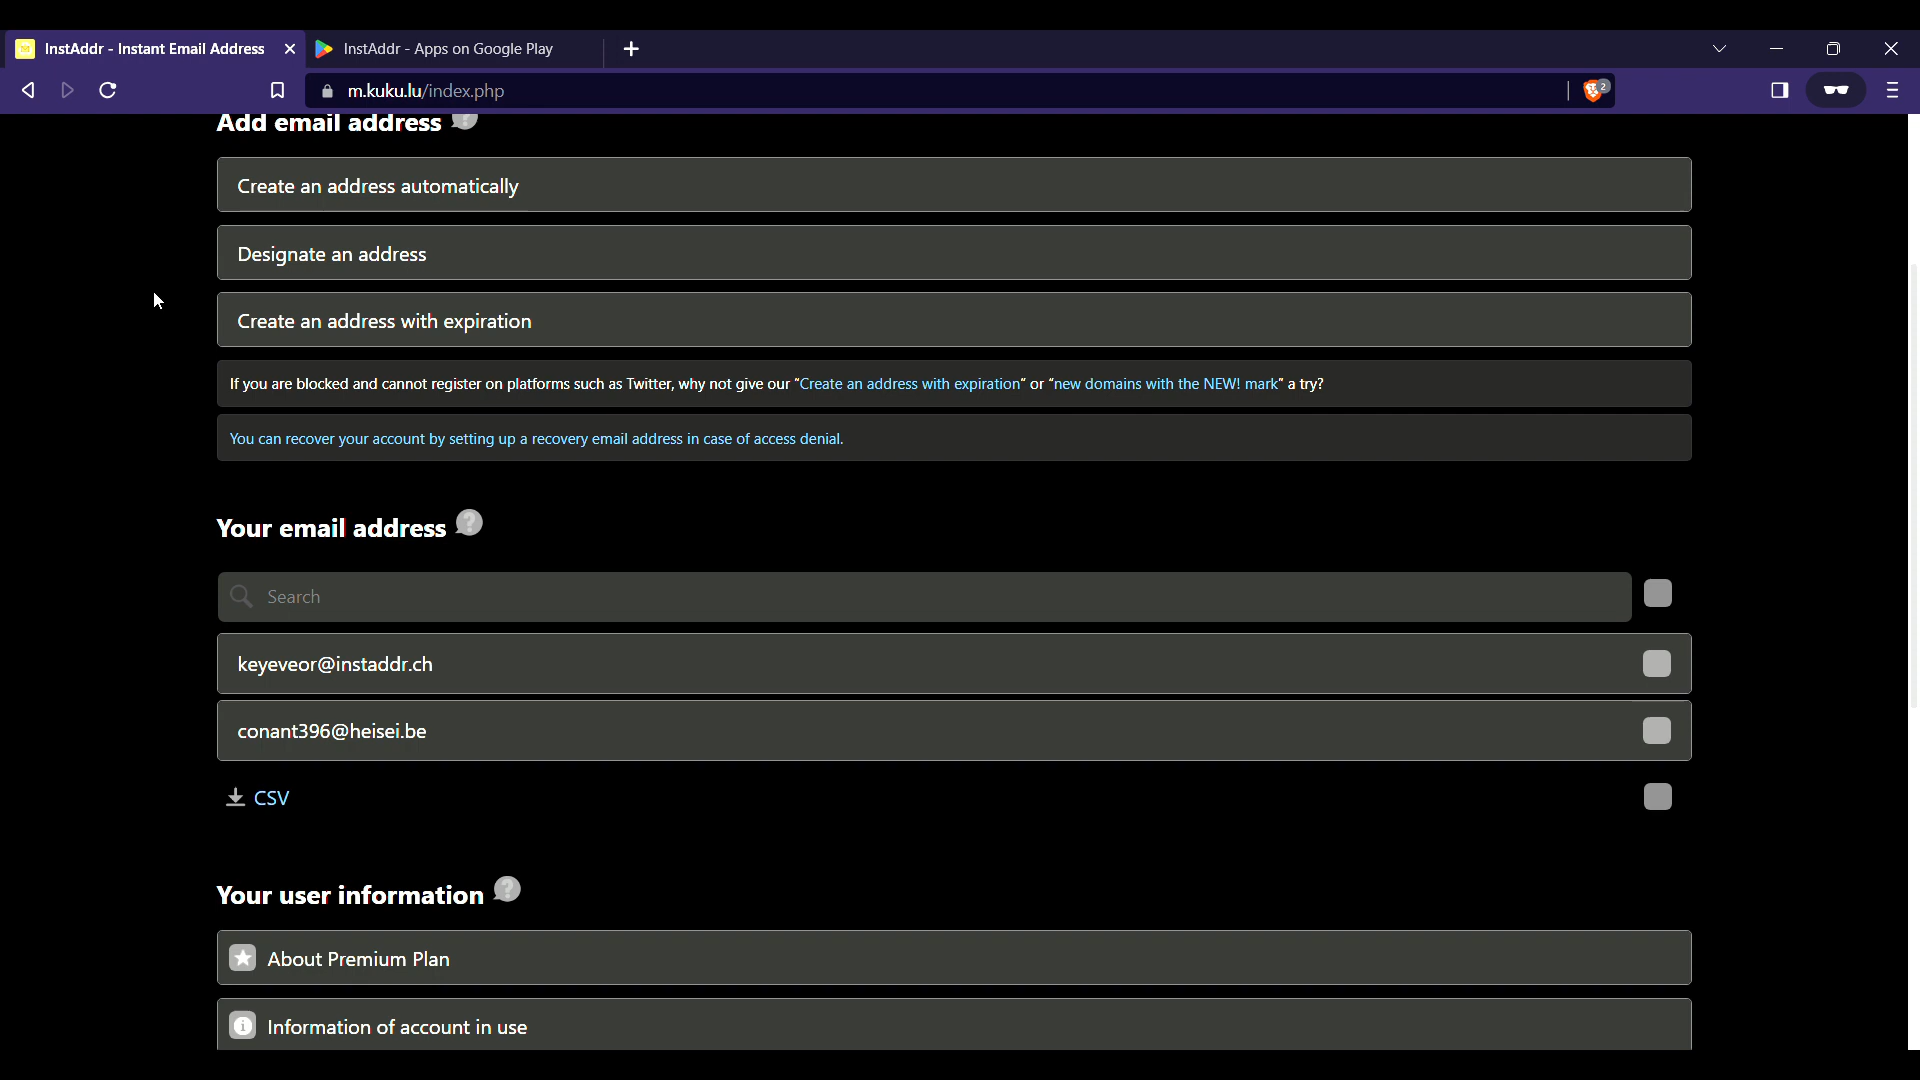 InstAddr - Instant Email Address
InstAddr - Apps on Google Play
m.kuku.lu/index.php
2
Add email address
Create an address automatically
Designate an address
Create an address with expiration
If you are blocked and cannot register on platforms such as Twitter, why not give our "Create an address with expiration" or "new domains with the NEW! mark" a try?
You can recover your account by setting up a recovery email address in case of access denial.
Your email address ?
Search
keyeveor@instaddr.ch
conant396@heisei.be
CSV
Your user information ?
About Premium Plan
Information of account in use